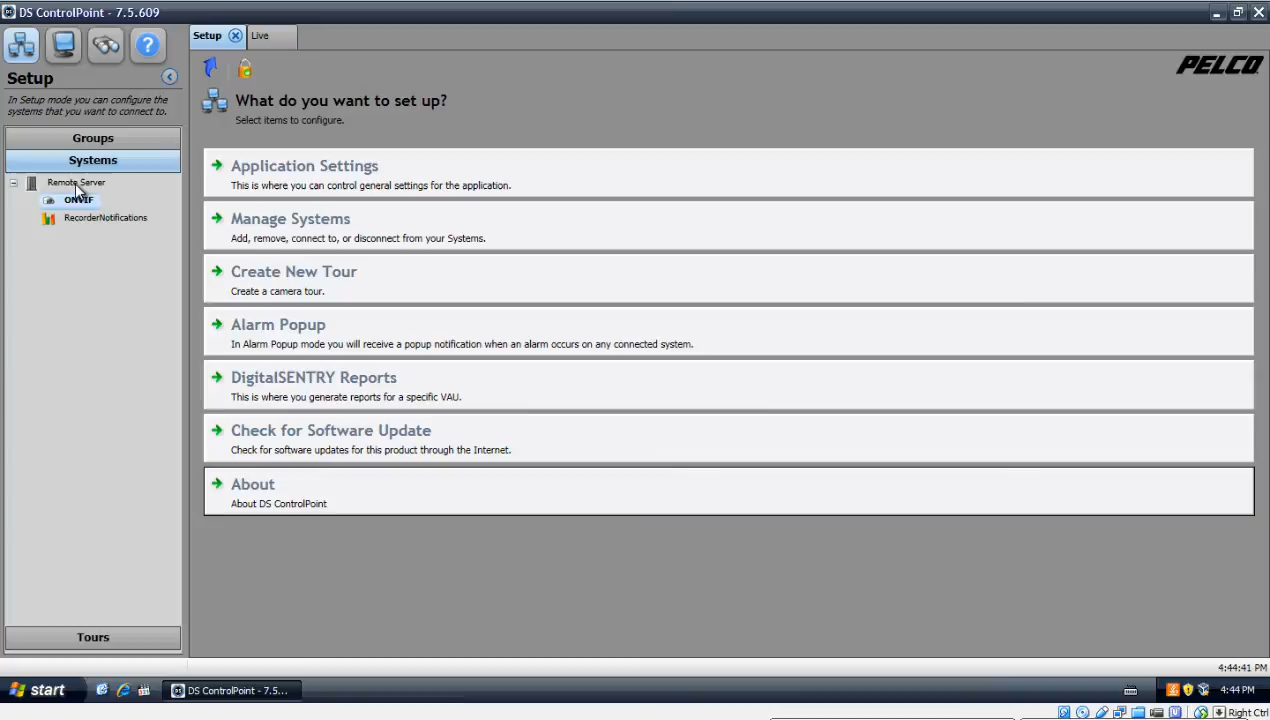 DS ControlPoint - 7.5.609
Setup
Live
Setup
In Setup mode you can configure the
systems that you want to connect to.
Groups
Systems
Remote Server
ONVIF
RecorderNotifications
Tours
PELCO
What do you want to set up?
Select items to configure.
Application Settings
This is where you can control general settings for the application.
Manage Systems
Add, remove, connect to, or disconnect from your Systems.
Create New Tour
Create a camera tour.
Alarm Popup
In Alarm Popup mode you will receive a popup notification when an alarm occurs on any connected system.
DigitalSENTRY Reports
This is where you generate reports for a specific VAU.
Check for Software Update
Check for software updates for this product through the Internet.
About
About DS ControlPoint
4:44:41 PM
start
DS ControlPoint - 7.5...
4:44 PM
Right Ctrl